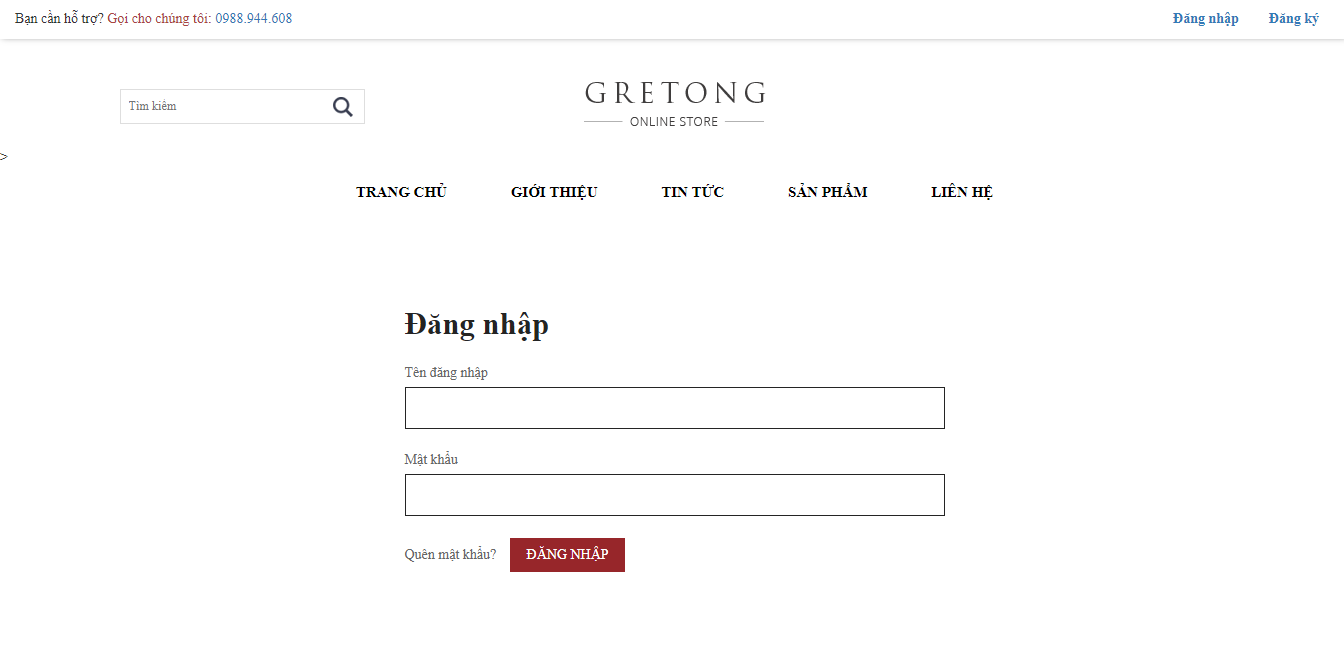 Bạn cần hỗ trợ? Gọi cho chúng tôi: 0988.944.608
Đăng nhập Đăng ký
Tìm kiếm
GRETONG
ONLINE STORE
>
TRANG CHỦ GIỚI THIỆU TIN TỨC SẢN PHẨM LIÊN HỆ
Đăng nhập
Tên đăng nhập
Mật khẩu
Quên mật khẩu? ĐĂNG NHẬP